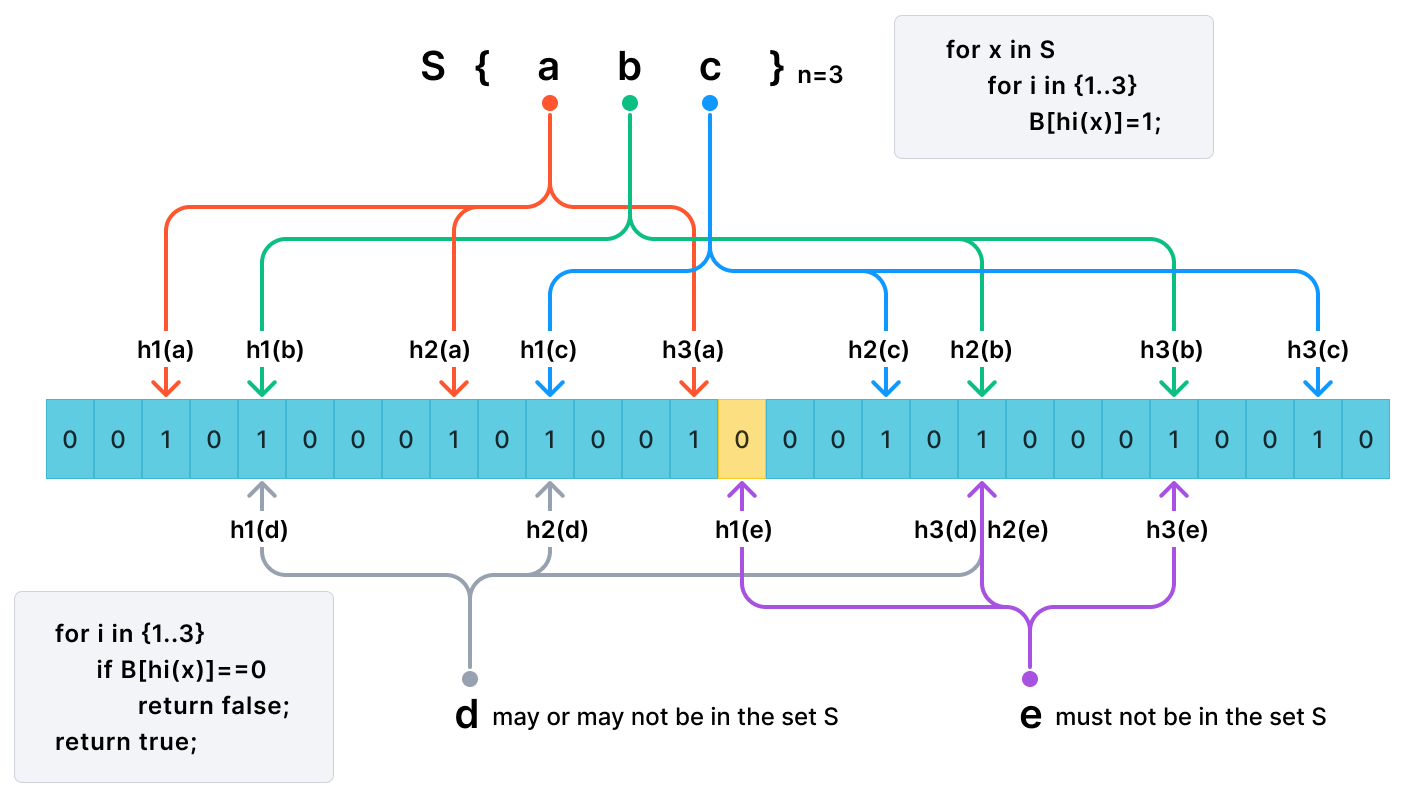 S { a b c } n=3
for x in S
for i in {1..3}
B[hi(x)]=1;
h1(a) h1(b) h2(a) h1(c) h3(a) h2(c) h2(b) h3(b) h3(c)
0 0 1 0 1 0 0 0 1 0 1 0 0 1 0 0 0 1 0 1 0 0 0 1 0 0 1 0
h1(d) h2(d) h1(e) h3(d) h2(e) h3(e)
for i in {1..3}
if B[hi(x)]==0
return false;
return true;
d may or may not be in the set S
e must not be in the set S